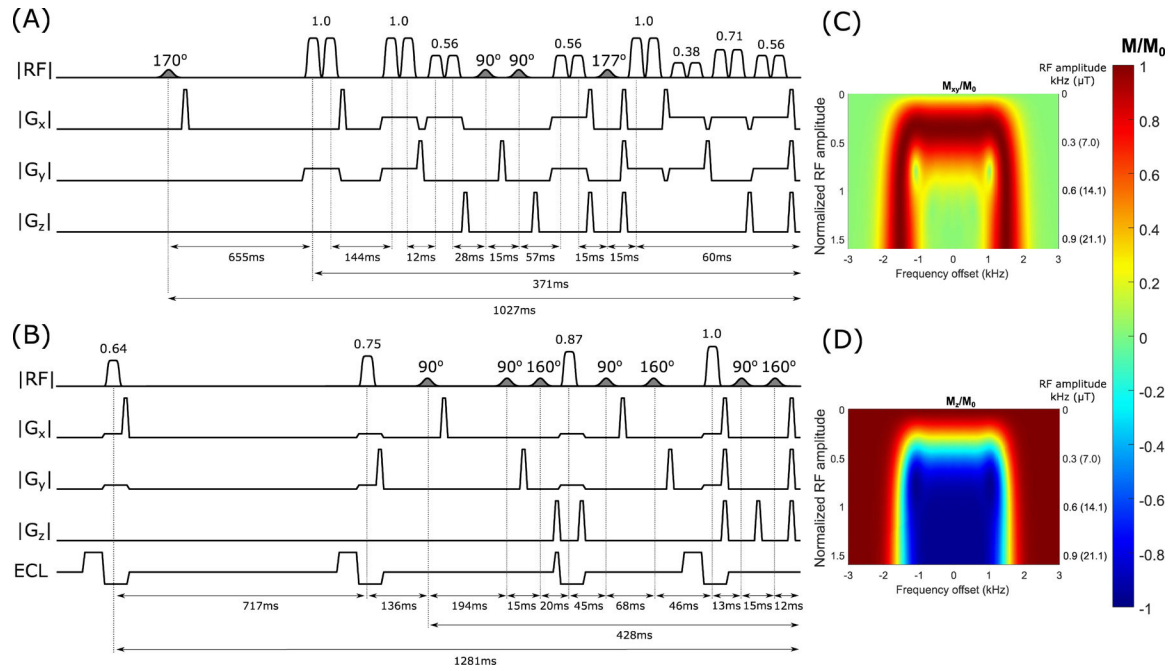 (A)
1.0 1.0 0.56 0.56 1.0 0.38 0.71 0.56
170° 90° 90° 177°
|RF|
|Gx|
|Gy|
|Gz|
655ms 144ms 12ms 28ms 15ms 57ms 15ms 15ms 60ms
371ms
1027ms
(B)
0.64 0.75 0.87 1.0
90° 90° 160° 90° 160° 90° 160°
|RF|
|Gx|
|Gy|
|Gz|
ECL
717ms 136ms 194ms 15ms 20ms 45ms 68ms 46ms 13ms 15ms 12ms
428ms
1281ms
(C)
Mxy/M0
RF amplitude
kHz (µT)
Normalized RF amplitude
0
0.5
1
1.5
0
0.3 (7.0)
0.6 (14.1)
0.9 (21.1)
-3 -2 -1 0 1 2 3
Frequency offset (kHz)
(D)
Mz/M0
RF amplitude
kHz (µT)
Normalized RF amplitude
0
0.5
1
1.5
0
0.3 (7.0)
0.6 (14.1)
0.9 (21.1)
-3 -2 -1 0 1 2 3
Frequency offset (kHz)
M/M0
1
0.8
0.6
0.4
0.2
0
-0.2
-0.4
-0.6
-0.8
-1